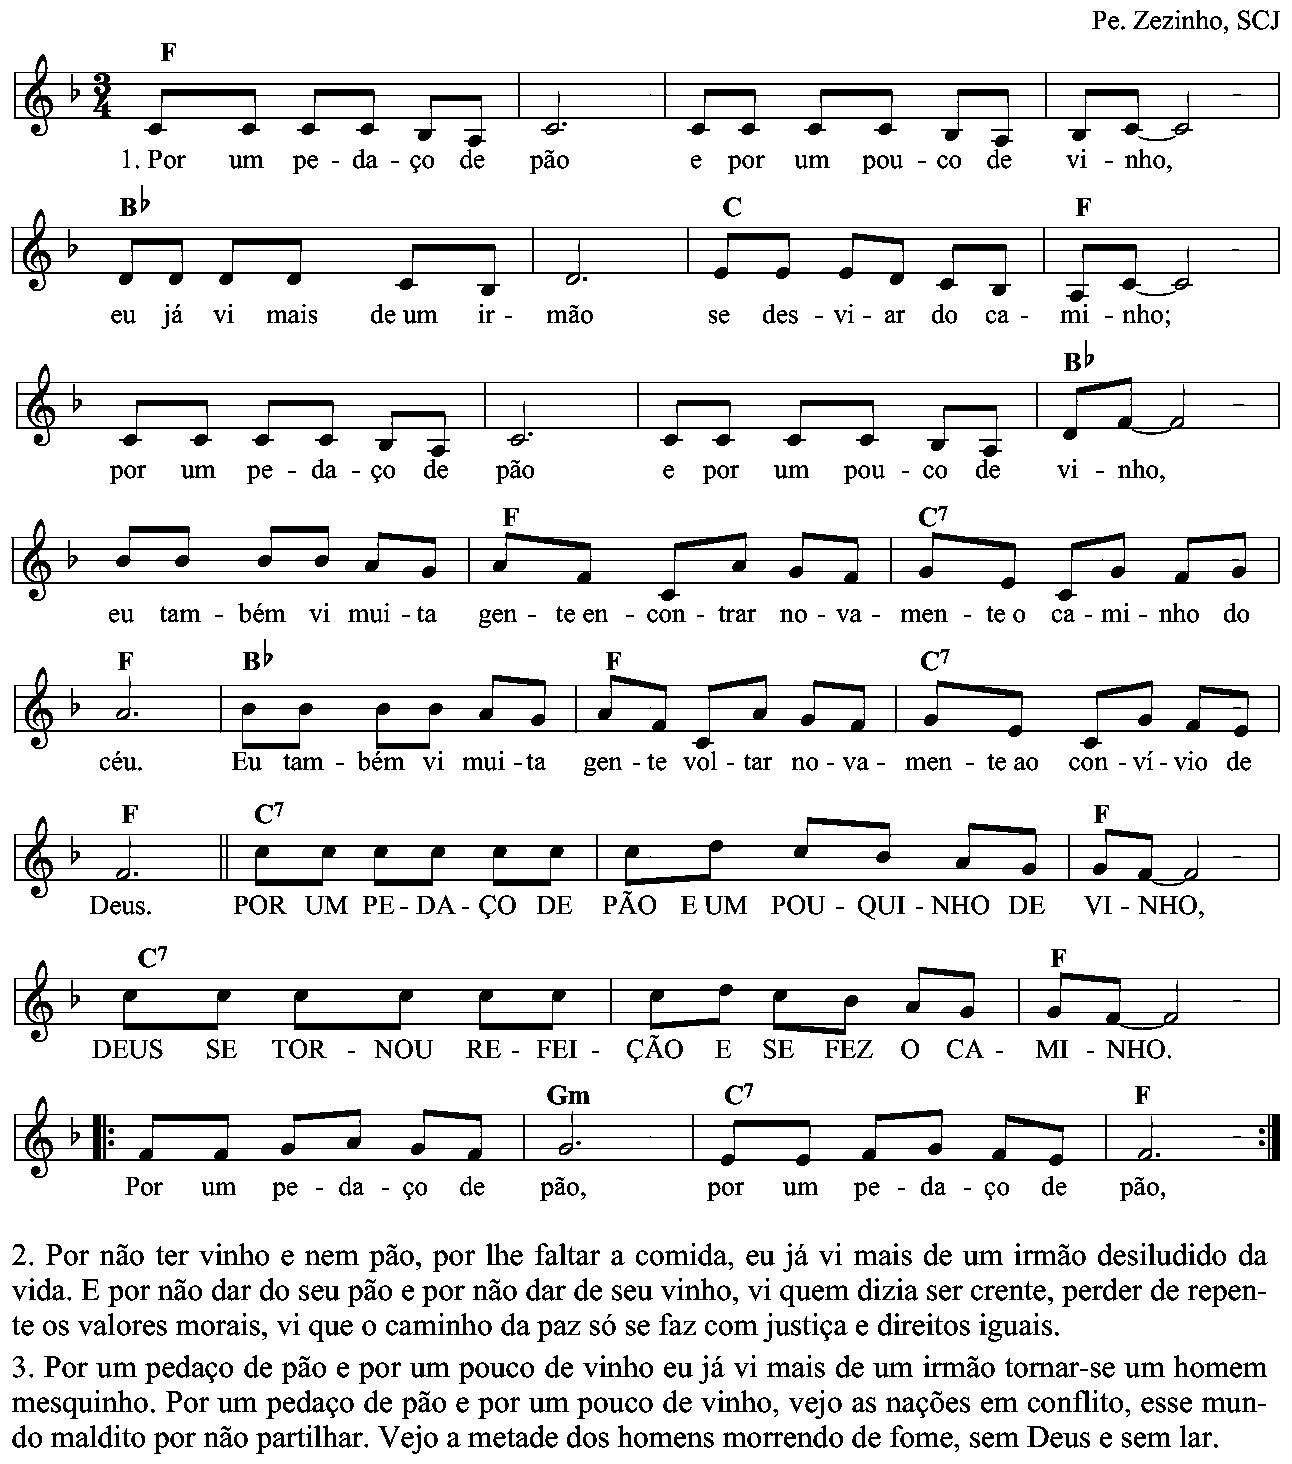 Pe. Zezinho, SCJ
F
1. Por um pe - da - ço de pão e por um pou - co de vi - nho,
B♭ C F
eu já vi mais de um ir - mão se des - vi - ar do ca - mi - nho;
B♭
por um pe - da - ço de pão e por um pou - co de vi - nho,
F C7
eu tam - bém vi mui - ta gen - te en - con - trar no - va - men - te o ca - mi - nho do
F B♭ F C7
céu. Eu tam - bém vi mui - ta gen - te vol - tar no - va - men - te ao con - ví - vio de
F C7 F
Deus. POR UM PE - DA - ÇO DE PÃO E UM POU - QUI - NHO DE VI - NHO,
C7 F
DEUS SE TOR - NOU RE - FEI - ÇÃO E SE FEZ O CA - MI - NHO.
Gm C7 F
Por um pe - da - ço de pão, por um pe - da - ço de pão,
2. Por não ter vinho e nem pão, por lhe faltar a comida, eu já vi mais de um irmão desiludido da
vida. E por não dar do seu pão e por não dar de seu vinho, vi quem dizia ser crente, perder de repen-
te os valores morais, vi que o caminho da paz só se faz com justiça e direitos iguais.
3. Por um pedaço de pão e por um pouco de vinho eu já vi mais de um irmão tornar-se um homem
mesquinho. Por um pedaço de pão e por um pouco de vinho, vejo as nações em conflito, esse mun-
do maldito por não partilhar. Vejo a metade dos homens morrendo de fome, sem Deus e sem lar.